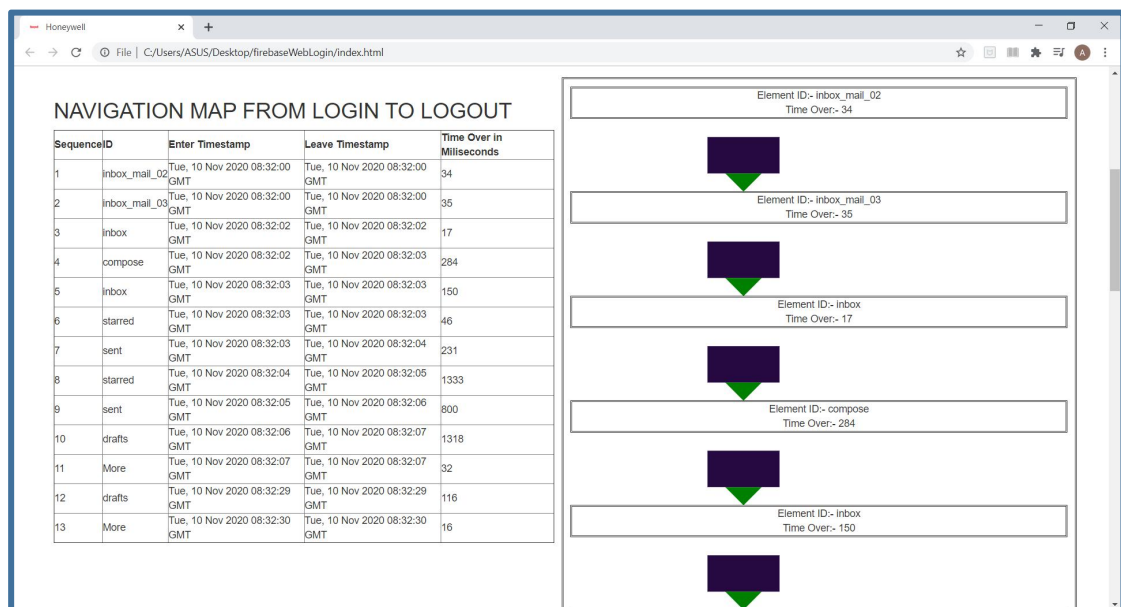 Honeywell
File | C:/Users/ASUS/Desktop/firebaseWebLogin/index.html
A
NAVIGATION MAP FROM LOGIN TO LOGOUT
Sequence ID Enter Timestamp Leave Timestamp Time Over in Miliseconds
1 inbox_mail_02 Tue, 10 Nov 2020 08:32:00 GMT Tue, 10 Nov 2020 08:32:00 GMT 34
2 inbox_mail_03 Tue, 10 Nov 2020 08:32:00 GMT Tue, 10 Nov 2020 08:32:00 GMT 35
3 inbox Tue, 10 Nov 2020 08:32:02 GMT Tue, 10 Nov 2020 08:32:02 GMT 17
4 compose Tue, 10 Nov 2020 08:32:02 GMT Tue, 10 Nov 2020 08:32:03 GMT 284
5 inbox Tue, 10 Nov 2020 08:32:03 GMT Tue, 10 Nov 2020 08:32:03 GMT 150
6 starred Tue, 10 Nov 2020 08:32:03 GMT Tue, 10 Nov 2020 08:32:03 GMT 46
7 sent Tue, 10 Nov 2020 08:32:03 GMT Tue, 10 Nov 2020 08:32:04 GMT 231
8 starred Tue, 10 Nov 2020 08:32:04 GMT Tue, 10 Nov 2020 08:32:05 GMT 1333
9 sent Tue, 10 Nov 2020 08:32:05 GMT Tue, 10 Nov 2020 08:32:06 GMT 800
10 drafts Tue, 10 Nov 2020 08:32:06 GMT Tue, 10 Nov 2020 08:32:07 GMT 1318
11 More Tue, 10 Nov 2020 08:32:07 GMT Tue, 10 Nov 2020 08:32:07 GMT 32
12 drafts Tue, 10 Nov 2020 08:32:29 GMT Tue, 10 Nov 2020 08:32:29 GMT 116
13 More Tue, 10 Nov 2020 08:32:30 GMT Tue, 10 Nov 2020 08:32:30 GMT 16
Element ID:- inbox_mail_02
Time Over:- 34
Element ID:- inbox_mail_03
Time Over:- 35
Element ID:- inbox
Time Over:- 17
Element ID:- compose
Time Over:- 284
Element ID:- inbox
Time Over:- 150